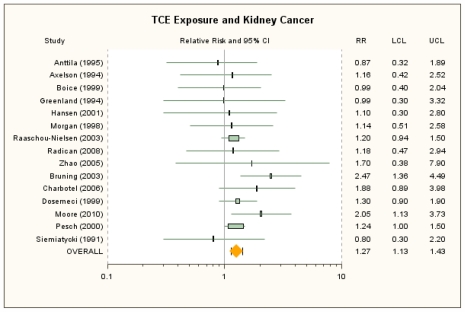 TCE Exposure and Kidney Cancer
Study Relative Risk and 95% CI RR LCL UCL
Anttila (1995) 0.87 0.32 1.89
Axelson (1994) 1.16 0.42 2.52
Boice (1999) 0.99 0.40 2.04
Greenland (1994) 0.99 0.30 3.32
Hansen (2001) 1.10 0.30 2.80
Morgan (1998) 1.14 0.51 2.58
Raaschou-Nielsen (2003) 1.20 0.94 1.50
Radican (2008) 1.18 0.47 2.94
Zhao (2005) 1.70 0.38 7.90
Bruning (2003) 2.47 1.36 4.49
Charbotel (2006) 1.88 0.89 3.98
Dosemeci (1999) 1.30 0.90 1.90
Moore (2010) 2.05 1.13 3.73
Pesch (2000) 1.24 1.00 1.50
Siemiatycki (1991) 0.80 0.30 2.20
OVERALL 1.27 1.13 1.43
0.1 1 10